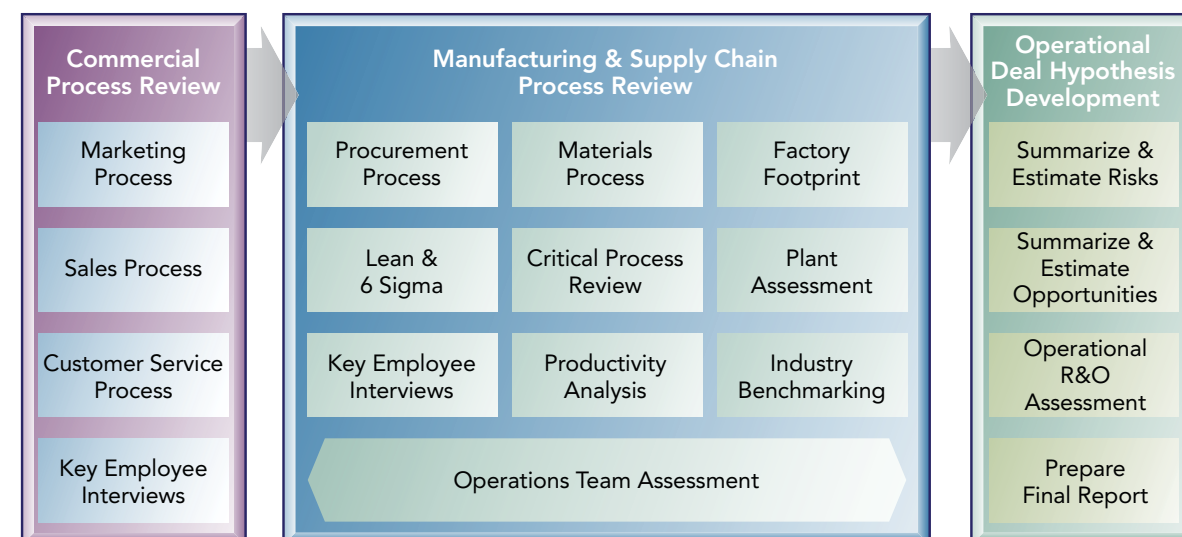 Commercial
Process Review
Marketing
Process
Sales Process
Customer Service
Process
Key Employee
Interviews
Manufacturing & Supply Chain
Process Review
Procurement
Process
Materials
Process
Factory
Footprint
Lean &
6 Sigma
Critical Process
Review
Plant
Assessment
Key Employee
Interviews
Productivity
Analysis
Industry
Benchmarking
Operations Team Assessment
Operational
Deal Hypothesis
Development
Summarize &
Estimate Risks
Summarize &
Estimate
Opportunities
Operational
R&O
Assessment
Prepare
Final Report